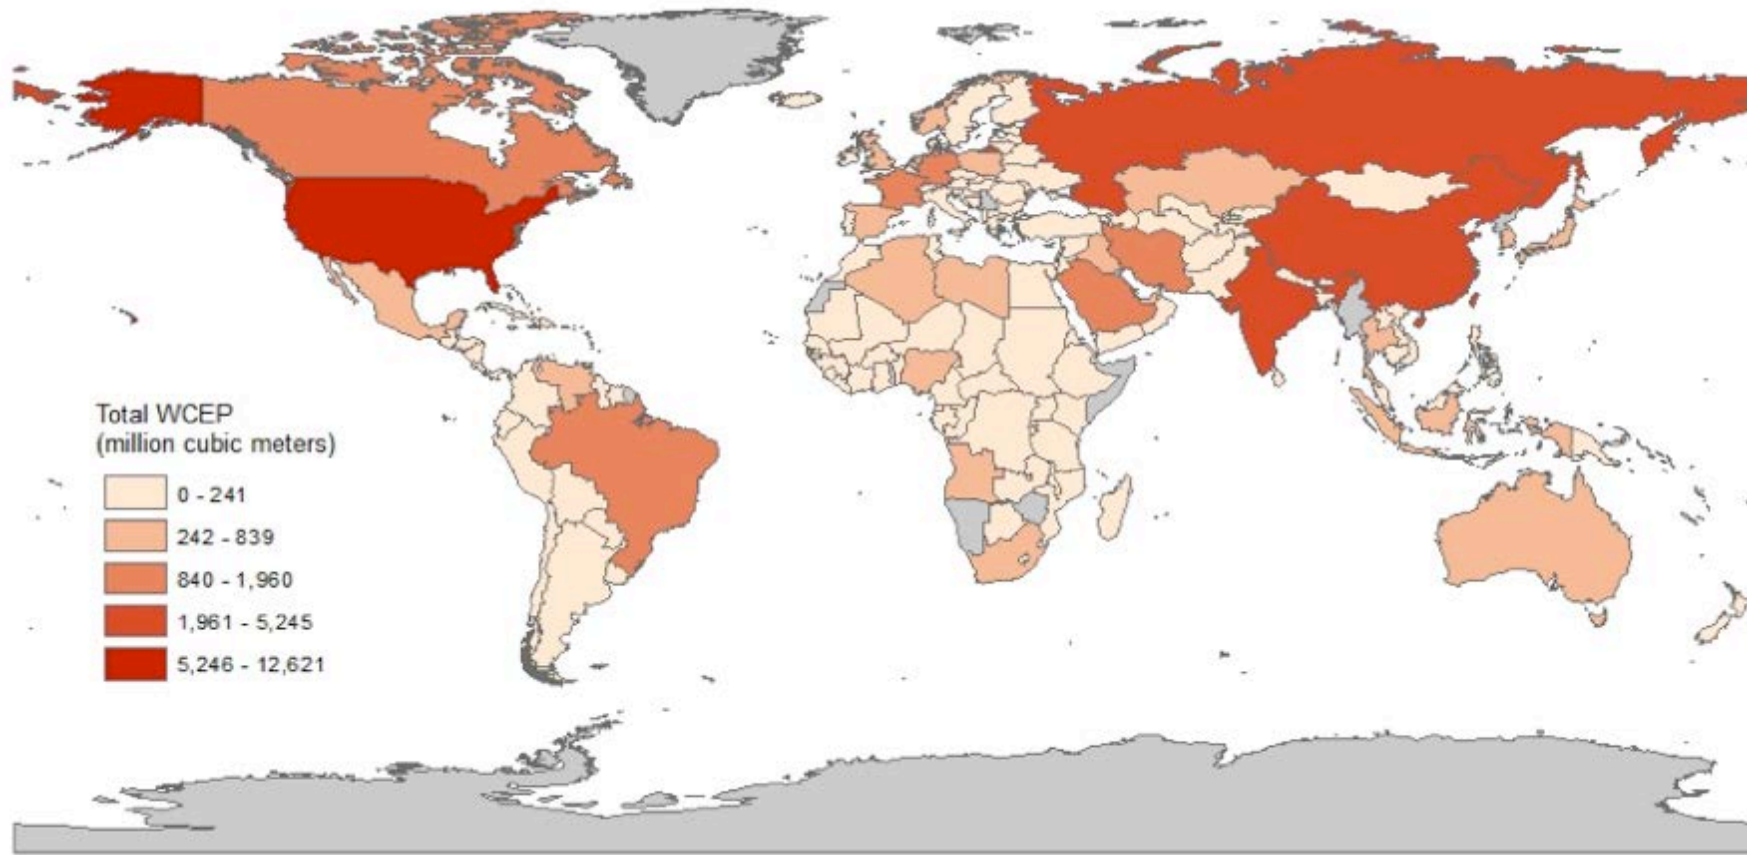 Total WCEP
(million cubic meters)
0 - 241
242 - 839
840 - 1,960
1,961 - 5,245
5,246 - 12,621